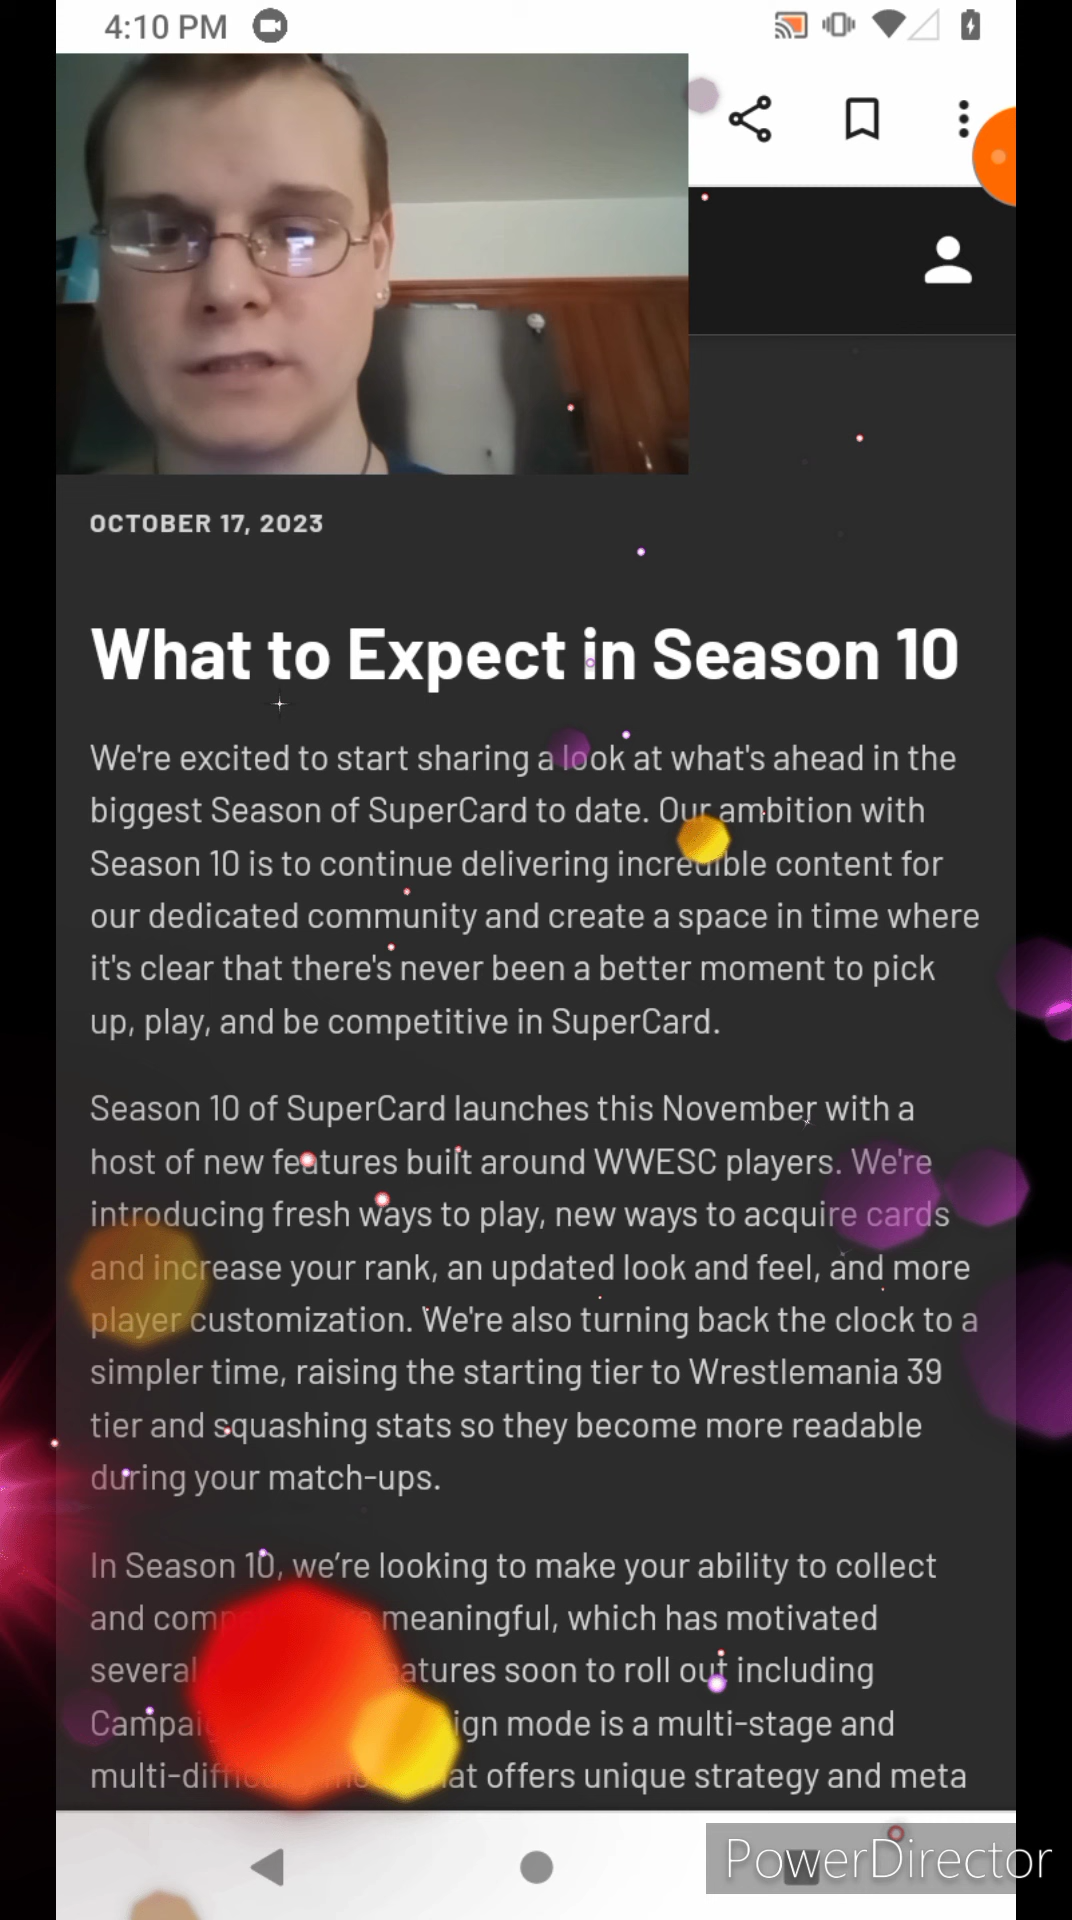 4:10 PM
OCTOBER 17, 2023
What to Expect in Season 10
We're excited to start sharing a look at what's ahead in the
biggest Season of SuperCard to date. Our ambition with
Season 10 is to continue delivering incredible content for
our dedicated community and create a space in time where
it's clear that there's never been a better moment to pick
up, play, and be competitive in SuperCard.
Season 10 of SuperCard launches this November with a
host of new features built around WWESC players. We're
introducing fresh ways to play, new ways to acquire cards
and increase your rank, an updated look and feel, and more
player customization. We're also turning back the clock to a
simpler time, raising the starting tier to Wrestlemania 39
tier and squashing stats so they become more readable
during your match-ups.
In Season 10, we’re looking to make your ability to collect
and meaningful, which has motivated
several soon to roll out including
mode is a multi-stage and
offers unique strategy and meta
PowerDirector